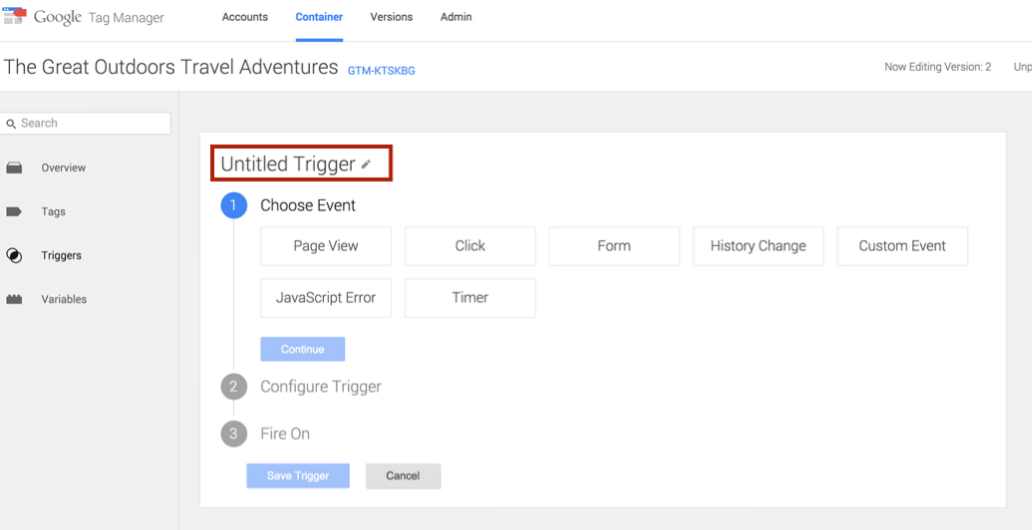 Google Tag Manager Accounts Container Versions Admin
The Great Outdoors Travel Adventures GTM-KTSKBG Now Editing Version: 2 Unp
Search
Overview
Tags
Triggers
Variables
Untitled Trigger
1 Choose Event
Page View Click Form History Change Custom Event
JavaScript Error Timer
Continue
2 Configure Trigger
3 Fire On
Save Trigger Cancel